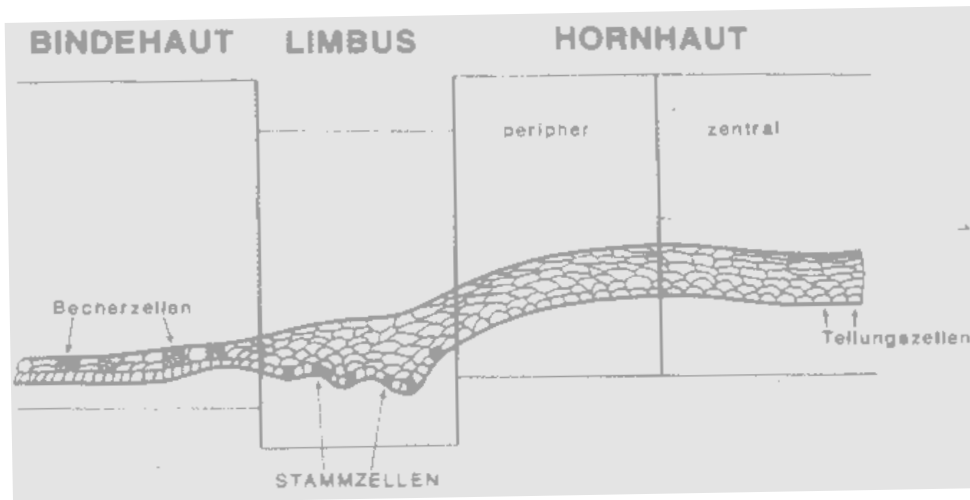 BINDEHAUT LIMBUS HORNHAUT
peripher zentral
Becherzellen
Teilungszellen
STAMMZELLEN